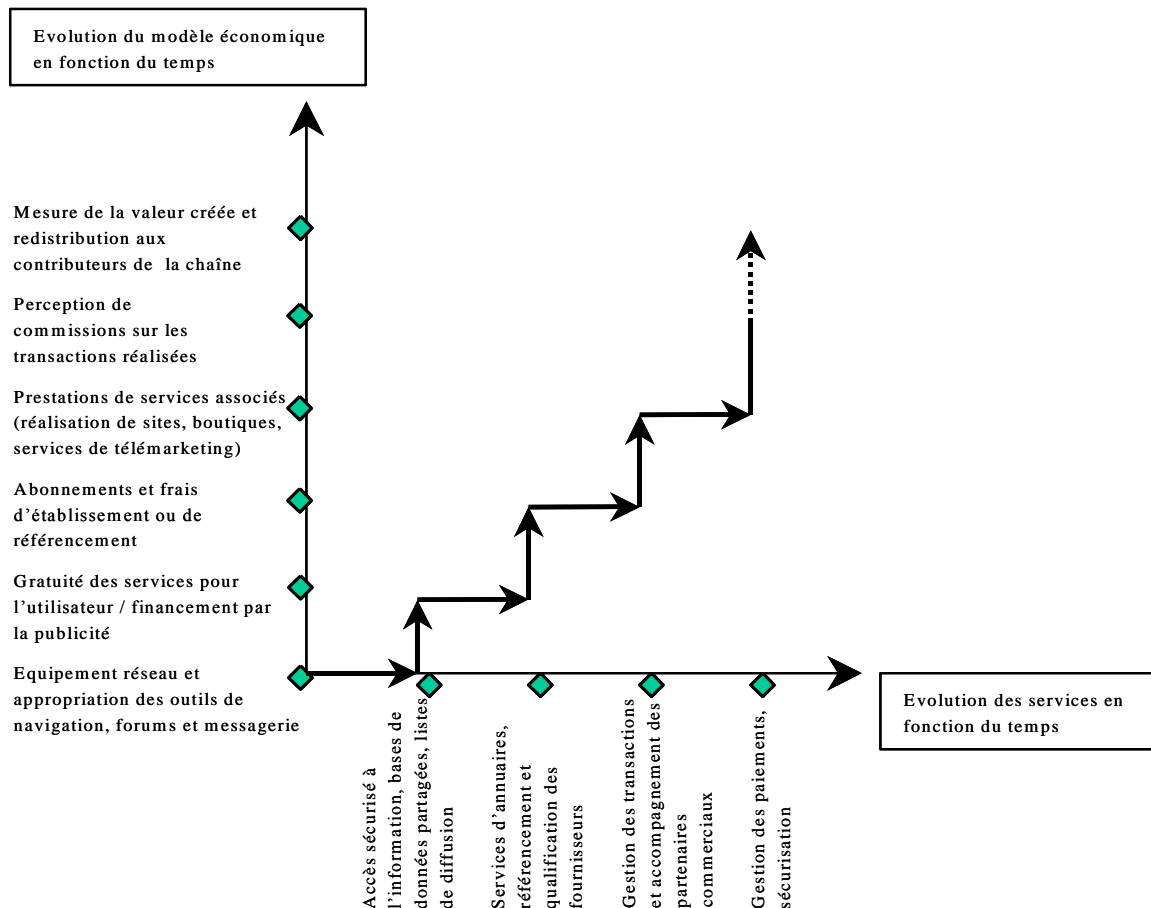 Evolution du modèle économique
en fonction du temps
Mesure de la valeur créée et
redistribution aux
contributeurs de la chaîne
Perception de
commissions sur les
transactions réalisées
Prestations de services associés
(réalisation de sites, boutiques,
services de télémarketing)
Abonnements et frais
d’établissement ou de
référencement
Gratuité des services pour
l’utilisateur / financement par
la publicité
Equipement réseau et
appropriation des outils de
navigation, forums et messagerie
Evolution des services en
fonction du temps
Accès sécurisé à
l’information, bases de
données partagées, listes
de diffusion
Services d’annuaires,
référencement et
qualification des
fournisseurs
Gestion des transactions
et accompagnement des
partenaires
commerciaux
Gestion des paiements,
sécurisation